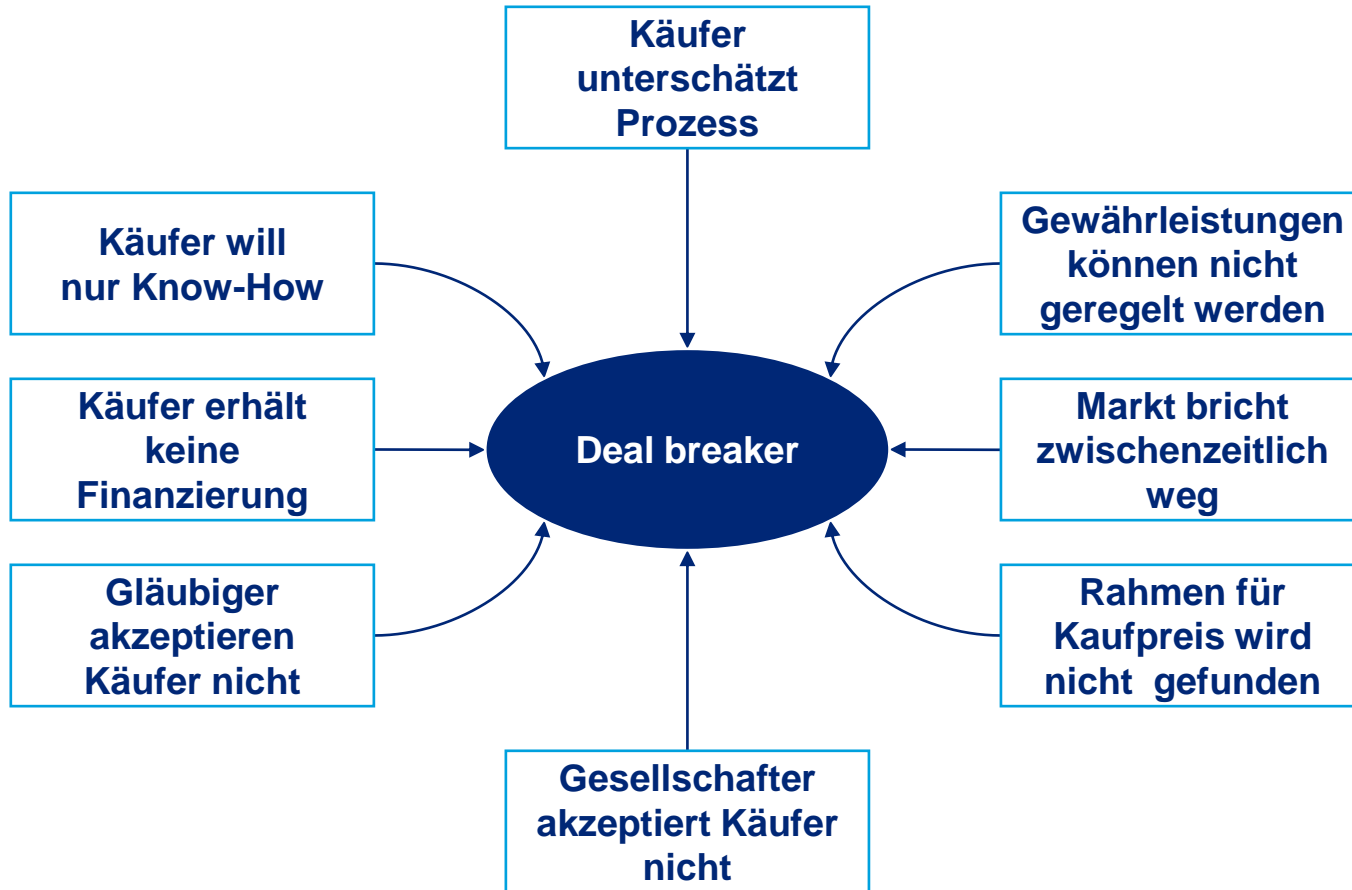 Käufer
unterschätzt
Prozess
Käufer will
nur Know-How
Gewährleistungen
können nicht
geregelt werden
Käufer erhält
keine
Finanzierung
Deal breaker
Markt bricht
zwischenzeitlich
weg
Gläubiger
akzeptieren
Käufer nicht
Rahmen für
Kaufpreis wird
nicht  gefunden
Gesellschafter
akzeptiert Käufer
nicht